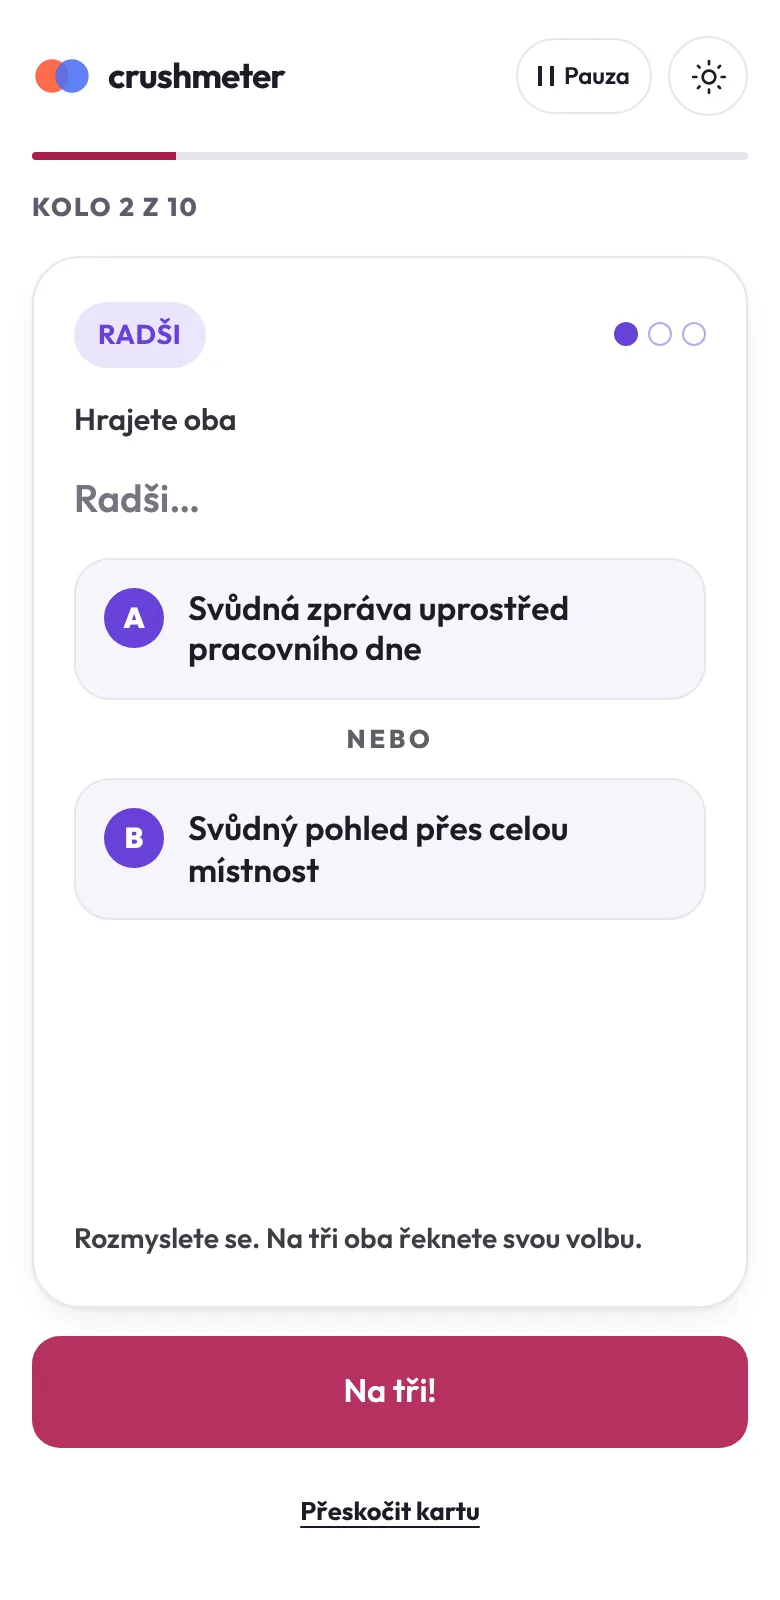 crushmeter
Pauza
KOLO 2 Z 10
RADŠI
Hrajete oba
Radši...
A
Svůdná zpráva uprostřed
pracovního dne
NEBO
B
Svůdný pohled přes celou
místnost
Rozmyslete se. Na tři oba řeknete svou volbu.
Na tři!
Přeskočit kartu